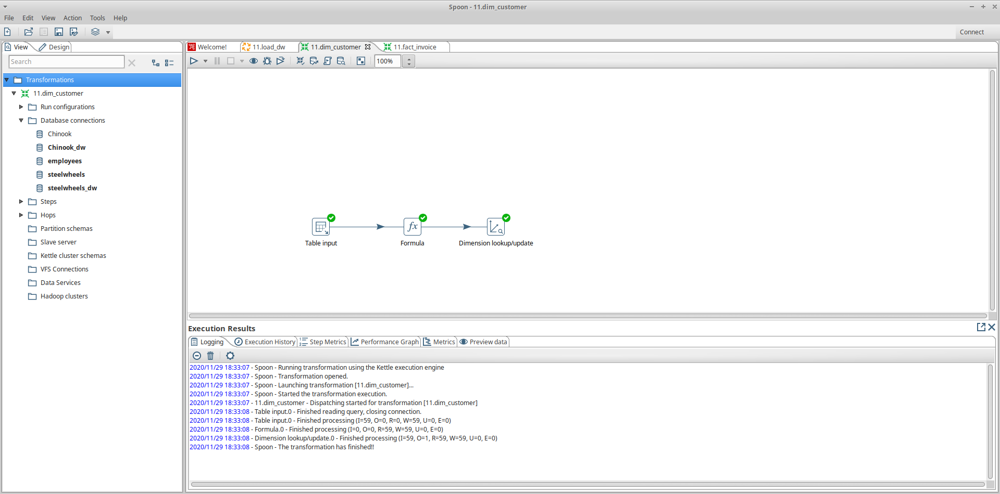 Spoon - 11.dim_customer
File Edit View Action Tools Help
Connect
View Design
Search
Transformations
11.dim_customer
Run configurations
Database connections
Chinook
Chinook_dw
employees
steelwheels
steelwheels_dw
Steps
Hops
Partition schemas
Slave server
Kettle cluster schemas
VFS Connections
Data Services
Hadoop clusters
Welcome! 11.load_dw 11.dim_customer 11.fact_invoice
100%
Table input Formula Dimension lookup/update
Execution Results
Logging Execution History Step Metrics Performance Graph Metrics Preview data
2020/11/29 18:33:07 - Spoon - Running transformation using the Kettle execution engine
2020/11/29 18:33:07 - Spoon - Transformation opened.
2020/11/29 18:33:07 - Spoon - Launching transformation [11.dim_customer]...
2020/11/29 18:33:07 - Spoon - Started the transformation execution.
2020/11/29 18:33:07 - 11.dim_customer - Dispatching started for transformation [11.dim_customer]
2020/11/29 18:33:08 - Table input.0 - Finished reading query, closing connection.
2020/11/29 18:33:08 - Table input.0 - Finished processing (I=59, O=0, R=0, W=59, U=0, E=0)
2020/11/29 18:33:08 - Formula.0 - Finished processing (I=0, O=0, R=59, W=59, U=0, E=0)
2020/11/29 18:33:08 - Dimension lookup/update.0 - Finished processing (I=59, O=1, R=59, W=59, U=0, E=0)
2020/11/29 18:33:08 - Spoon - The transformation has finished!!